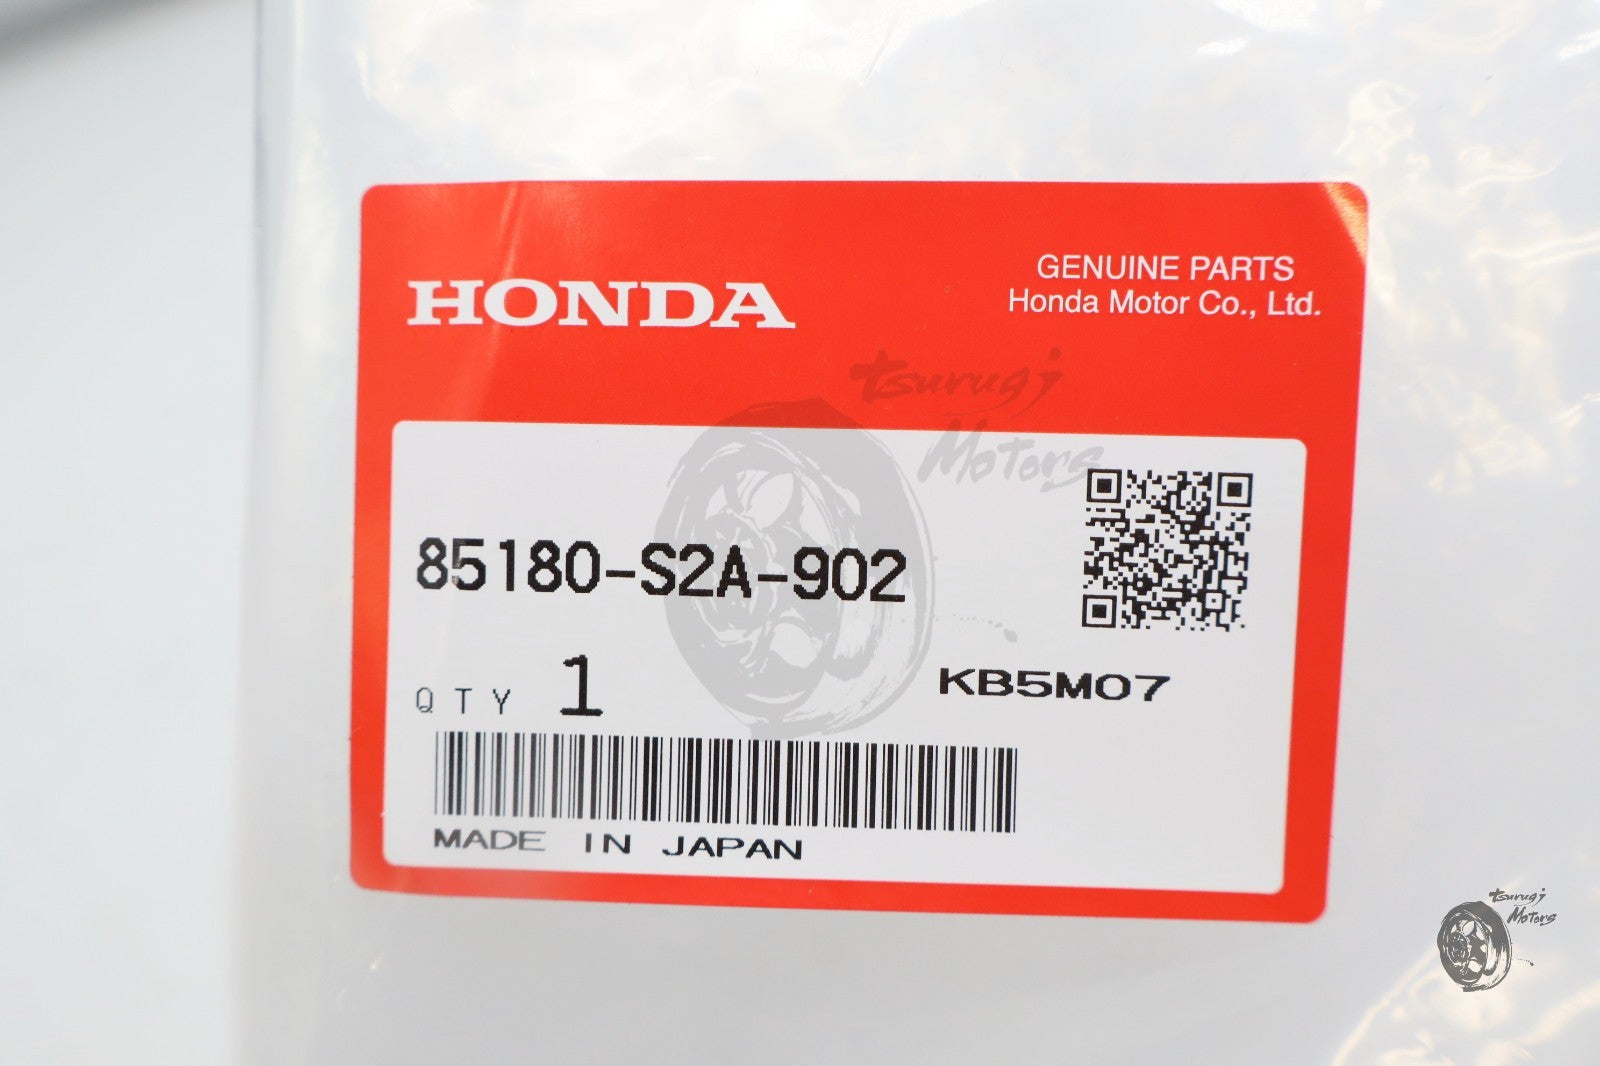 HONDA
GENUINE PARTS
Honda Motor Co., Ltd.
tsurugi
Motors
85180-S2A-902
QTY 1
KB5M07
MADE IN JAPAN
tsurugi
Motors